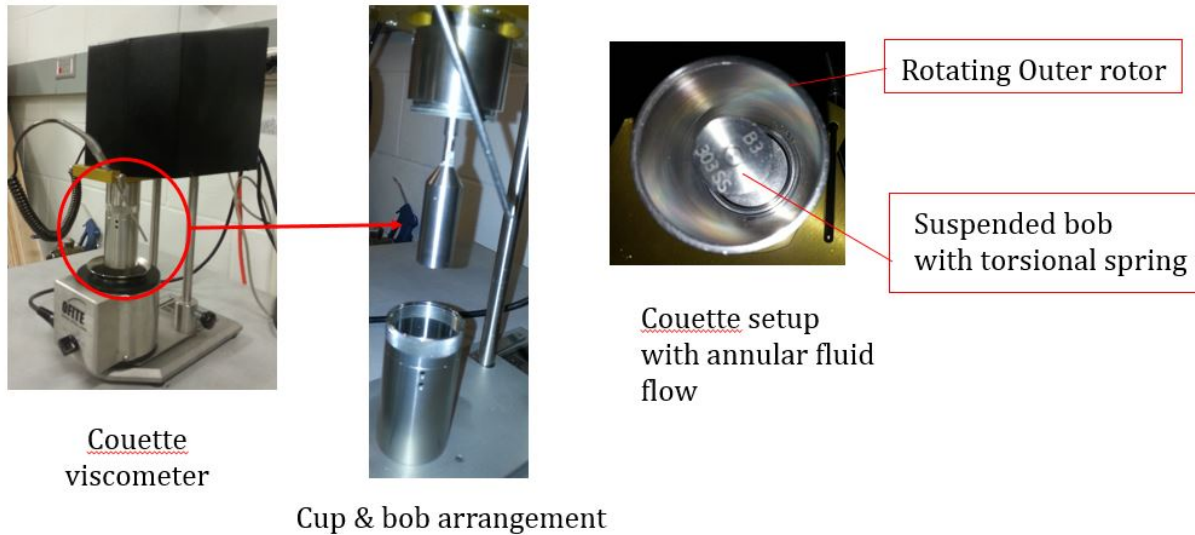 OFITE
Couette
viscometer
Cup & bob arrangement
B3
303 SS
Couette setup
with annular fluid
flow
Rotating Outer rotor
Suspended bob
with torsional spring